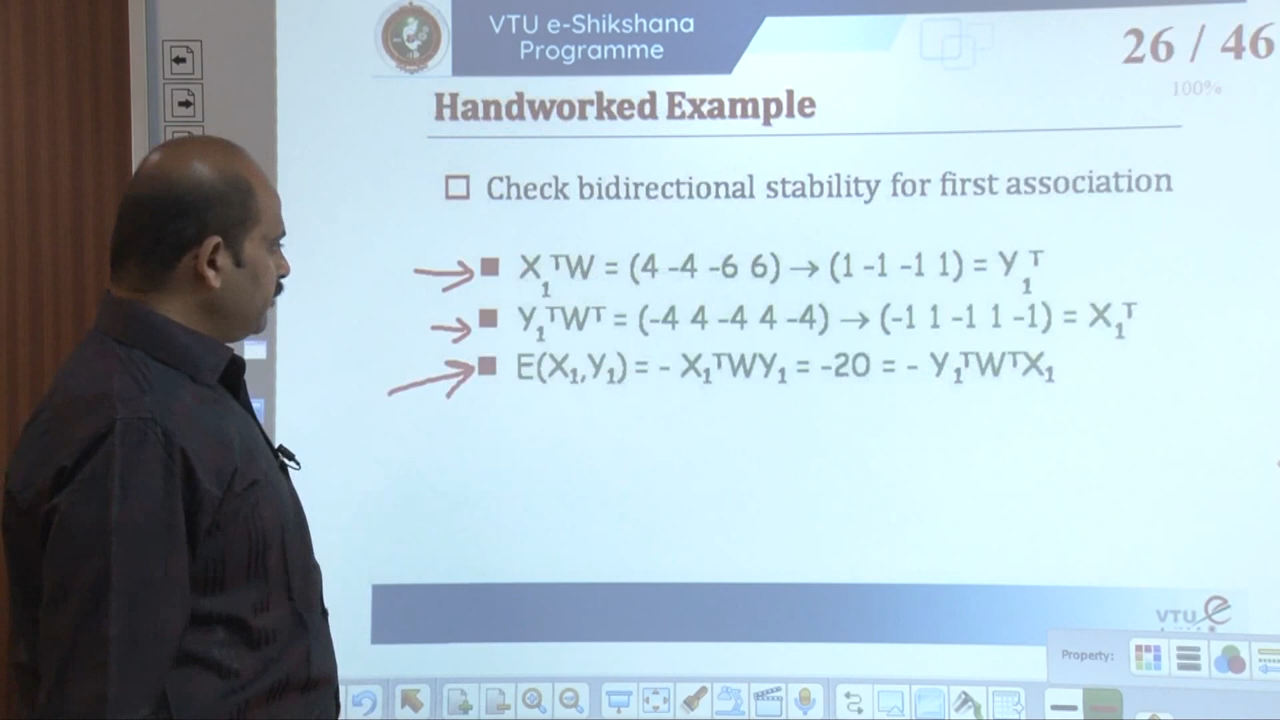 VTU e-Shikshana
Programme
26 / 46
100%
Handworked Example
Check bidirectional stability for first association
X₁ᵀW = (4 -4 -6 6) → (1 -1 -1 1) = Y₁ᵀ
Y₁ᵀWᵀ = (-4 4 -4 4 -4) → (-1 1 -1 1 -1) = X₁ᵀ
E(X₁,Y₁) = - X₁ᵀWY₁ = -20 = - Y₁ᵀWᵀX₁
VTU e
Property: